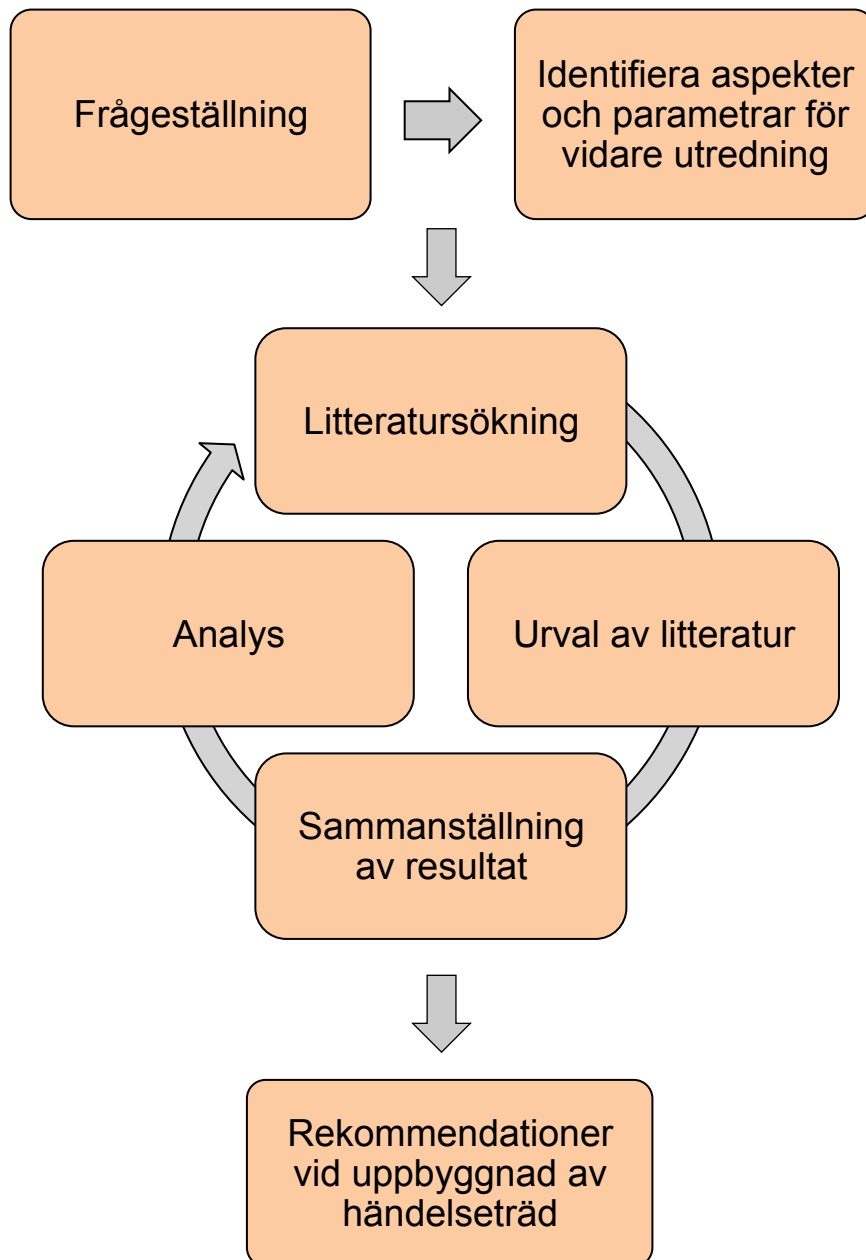 Frågeställning
Identifiera aspekter
och parametrar för
vidare utredning
Litteratursökning
Analys
Urval av litteratur
Sammanställning
av resultat
Rekommendationer
vid uppbyggnad av
händelseträd